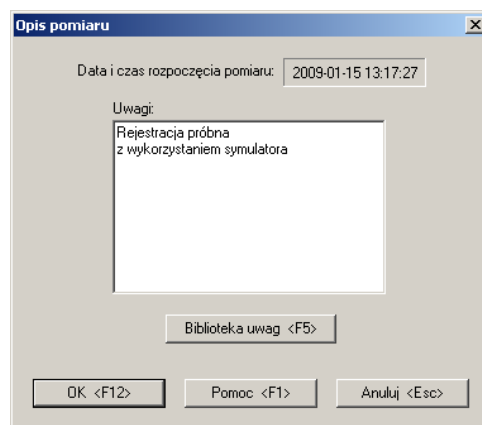 Opis pomiaru
Data i czas rozpoczęcia pomiaru: 2009-01-15 13:17:27
Uwagi:
Rejestracja próbna
z wykorzystaniem symulatora
Biblioteka uwag <F5>
OK <F12> Pomoc <F1> Anuluj <Esc>